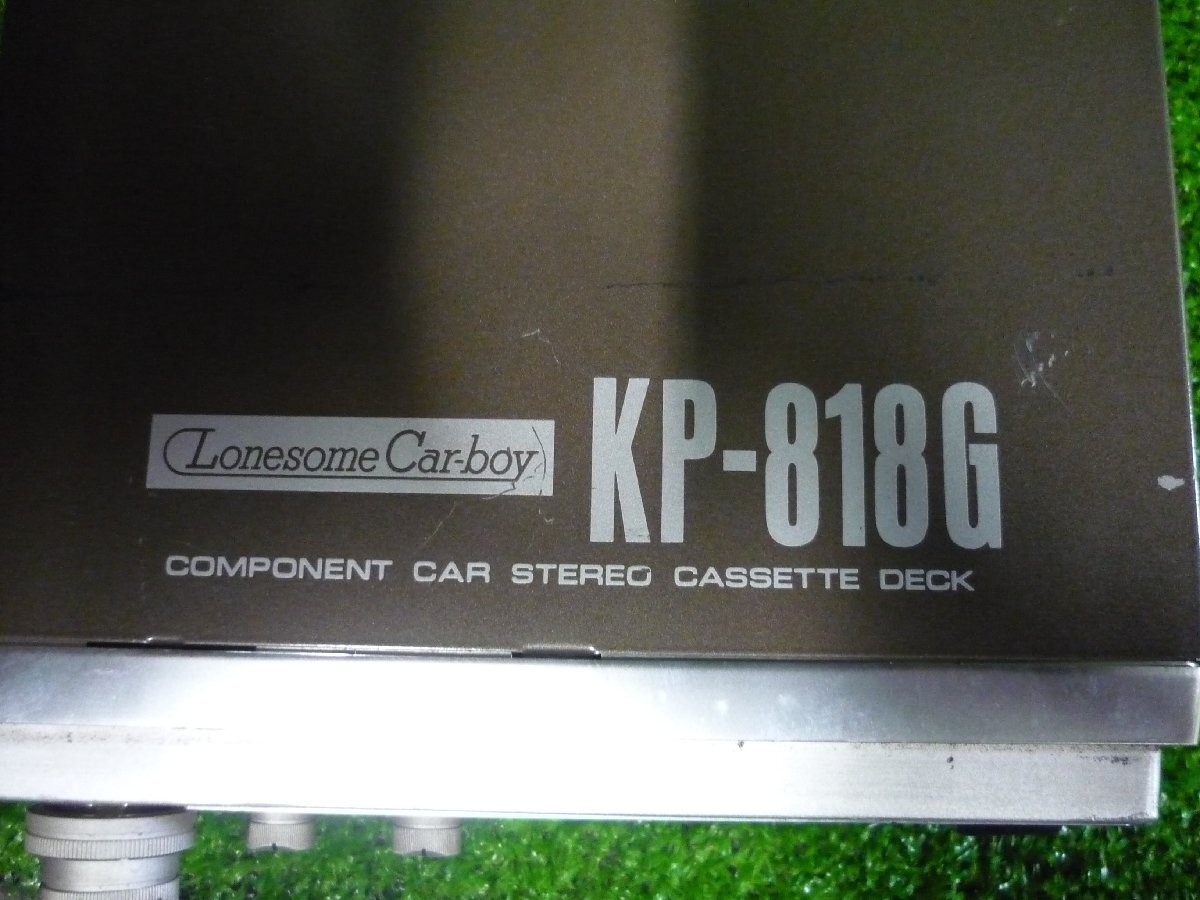 Lonesome Car-boy
KP-818G
COMPONENT CAR STEREO CASSETTE DECK